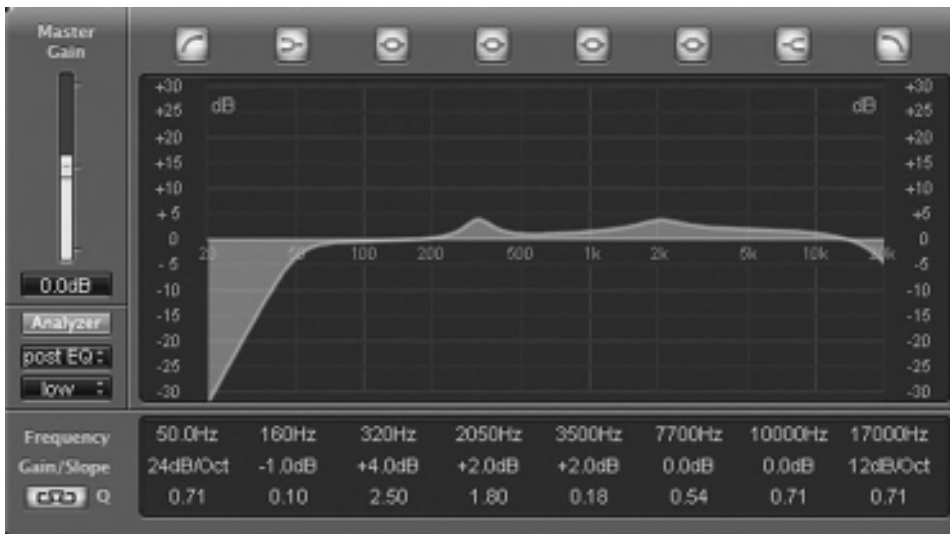 Master
Gain
+30 +30
+25 dB dB +25
+20 +20
+15 +15
+10 +10
+5 +5
0 0
20 50 100 200 500 1k 2k 5k 10k 20k
-5 -5
0.0dB
-10 -10
Analyzer
-15 -15
post EQ
-20 -20
-25 -25
low
-30 -30
Frequency 50.0Hz 160Hz 320Hz 2050Hz 3500Hz 7700Hz 10000Hz 17000Hz
Gain/Slope 24dB/Oct -1.0dB +4.0dB +2.0dB +2.0dB 0.0dB 0.0dB 12dB/Oct
Q 0.71 0.10 2.50 1.80 0.18 0.54 0.71 0.71